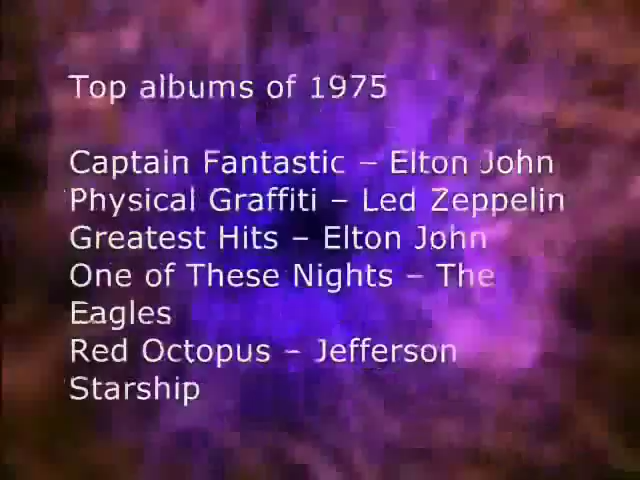 Top albums of 1975
Captain Fantastic – Elton John
Physical Graffiti – Led Zeppelin
Greatest Hits – Elton John
One of These Nights – The
Eagles
Red Octopus – Jefferson
Starship